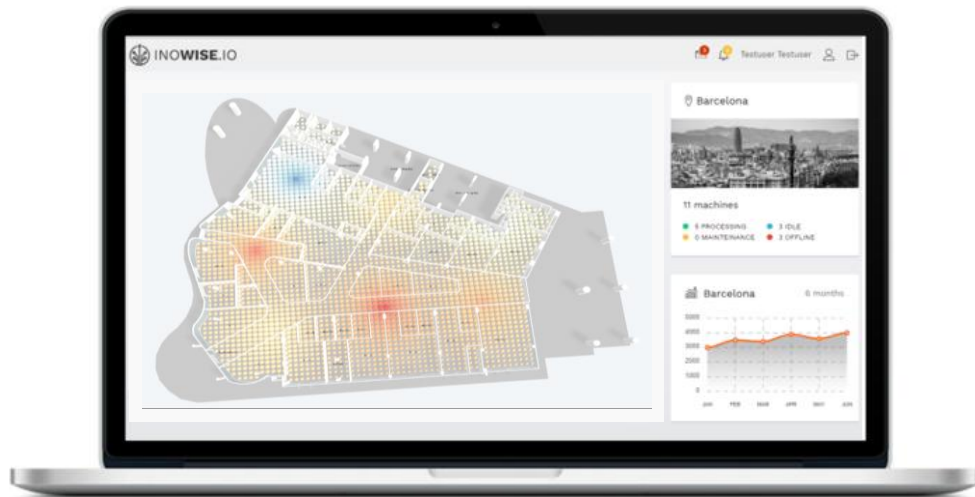 INOWISE.IO
Testuser Testuser
Barcelona
11 machines
5 PROCESSING 3 IDLE
0 MAINTEINANCE 3 OFFLINE
Barcelona 6 months
5000
4000
3000
2000
1000
0
JAN FEB MAR APR MAY JUN